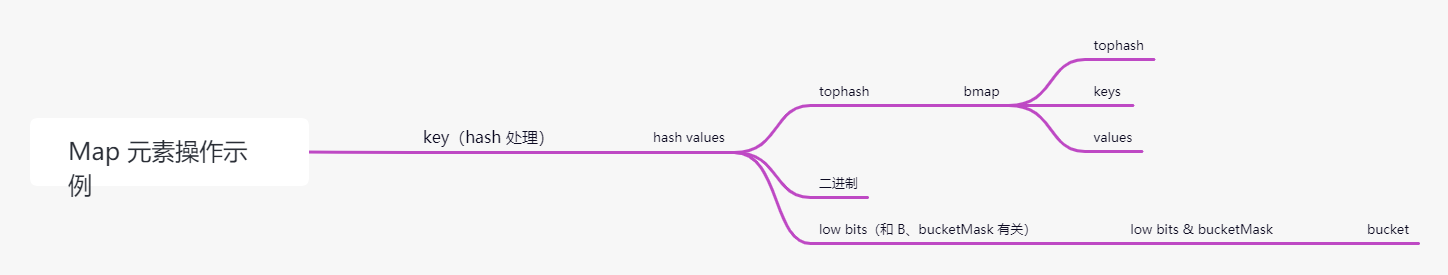 Map 元素操作示
例
key（hash 处理）
hash values
tophash
bmap
tophash
keys
values
二进制
low bits（和 B、bucketMask 有关）
low bits & bucketMask
bucket